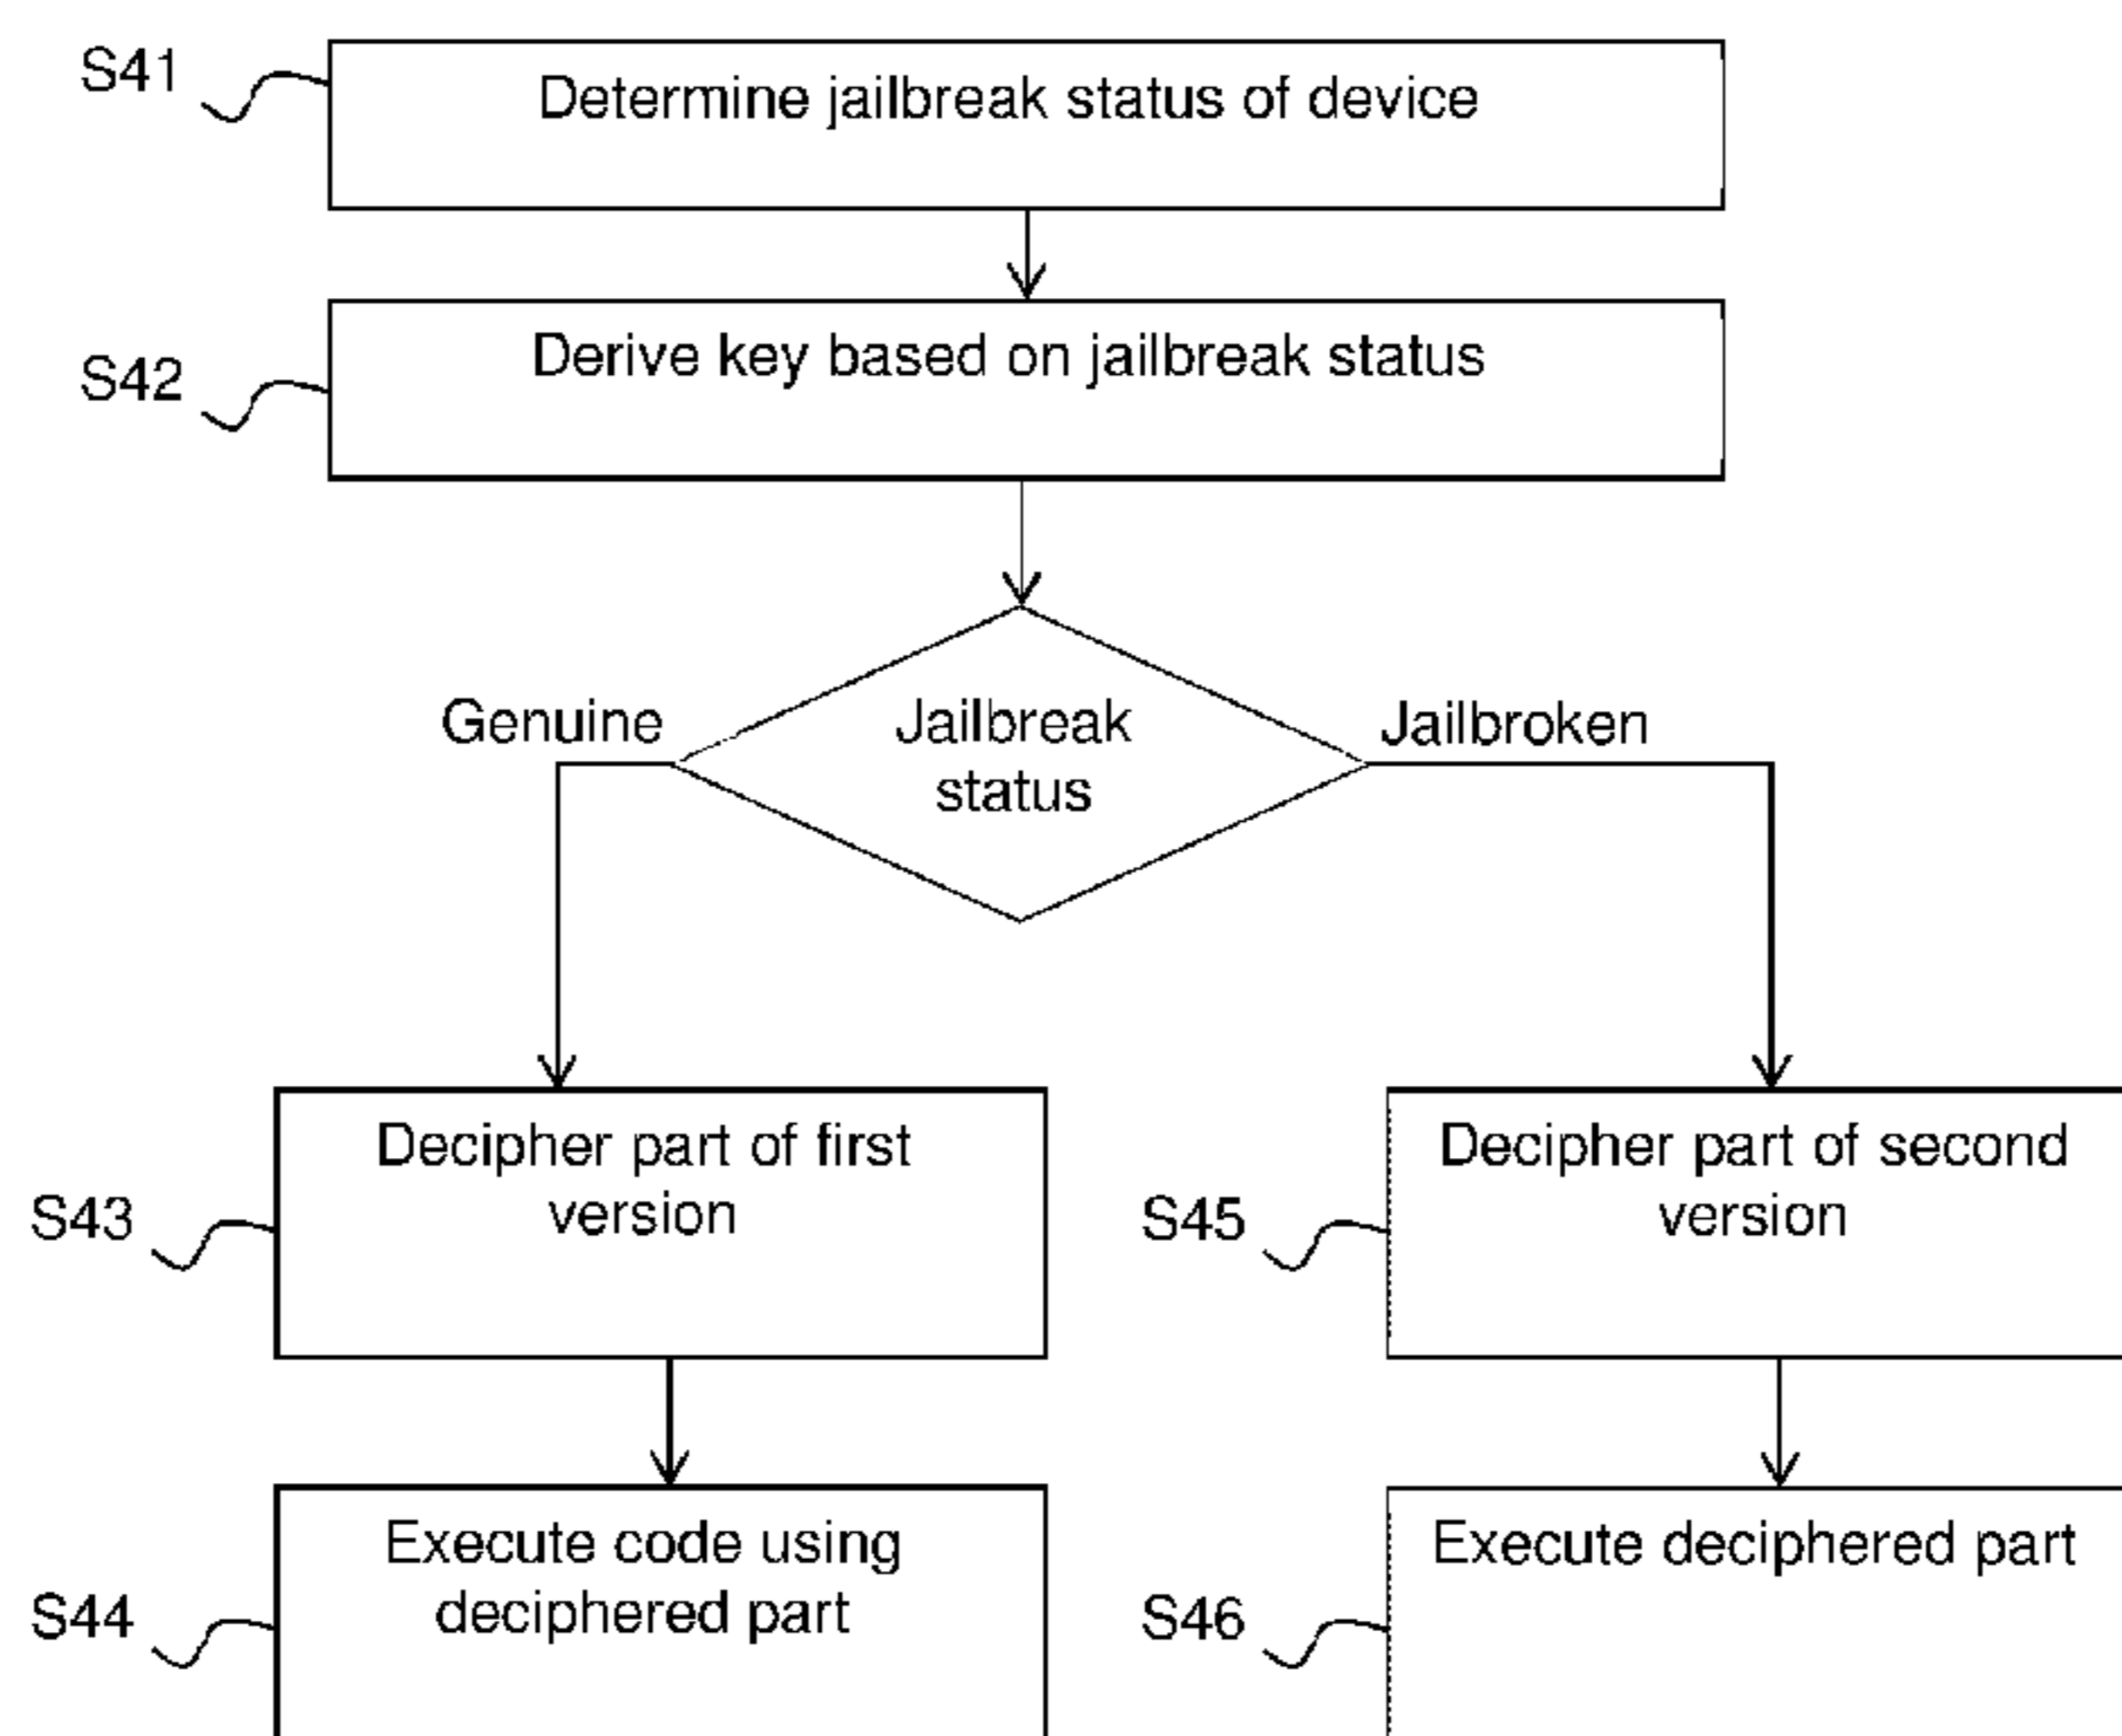 S41
Determine jailbreak status of device
S42
Derive key based on jailbreak status
Genuine
Jailbreak
status
Jailbroken
S43
Decipher part of first
version
S45
Decipher part of second
version
S44
Execute code using
deciphered part
S46
Execute deciphered part